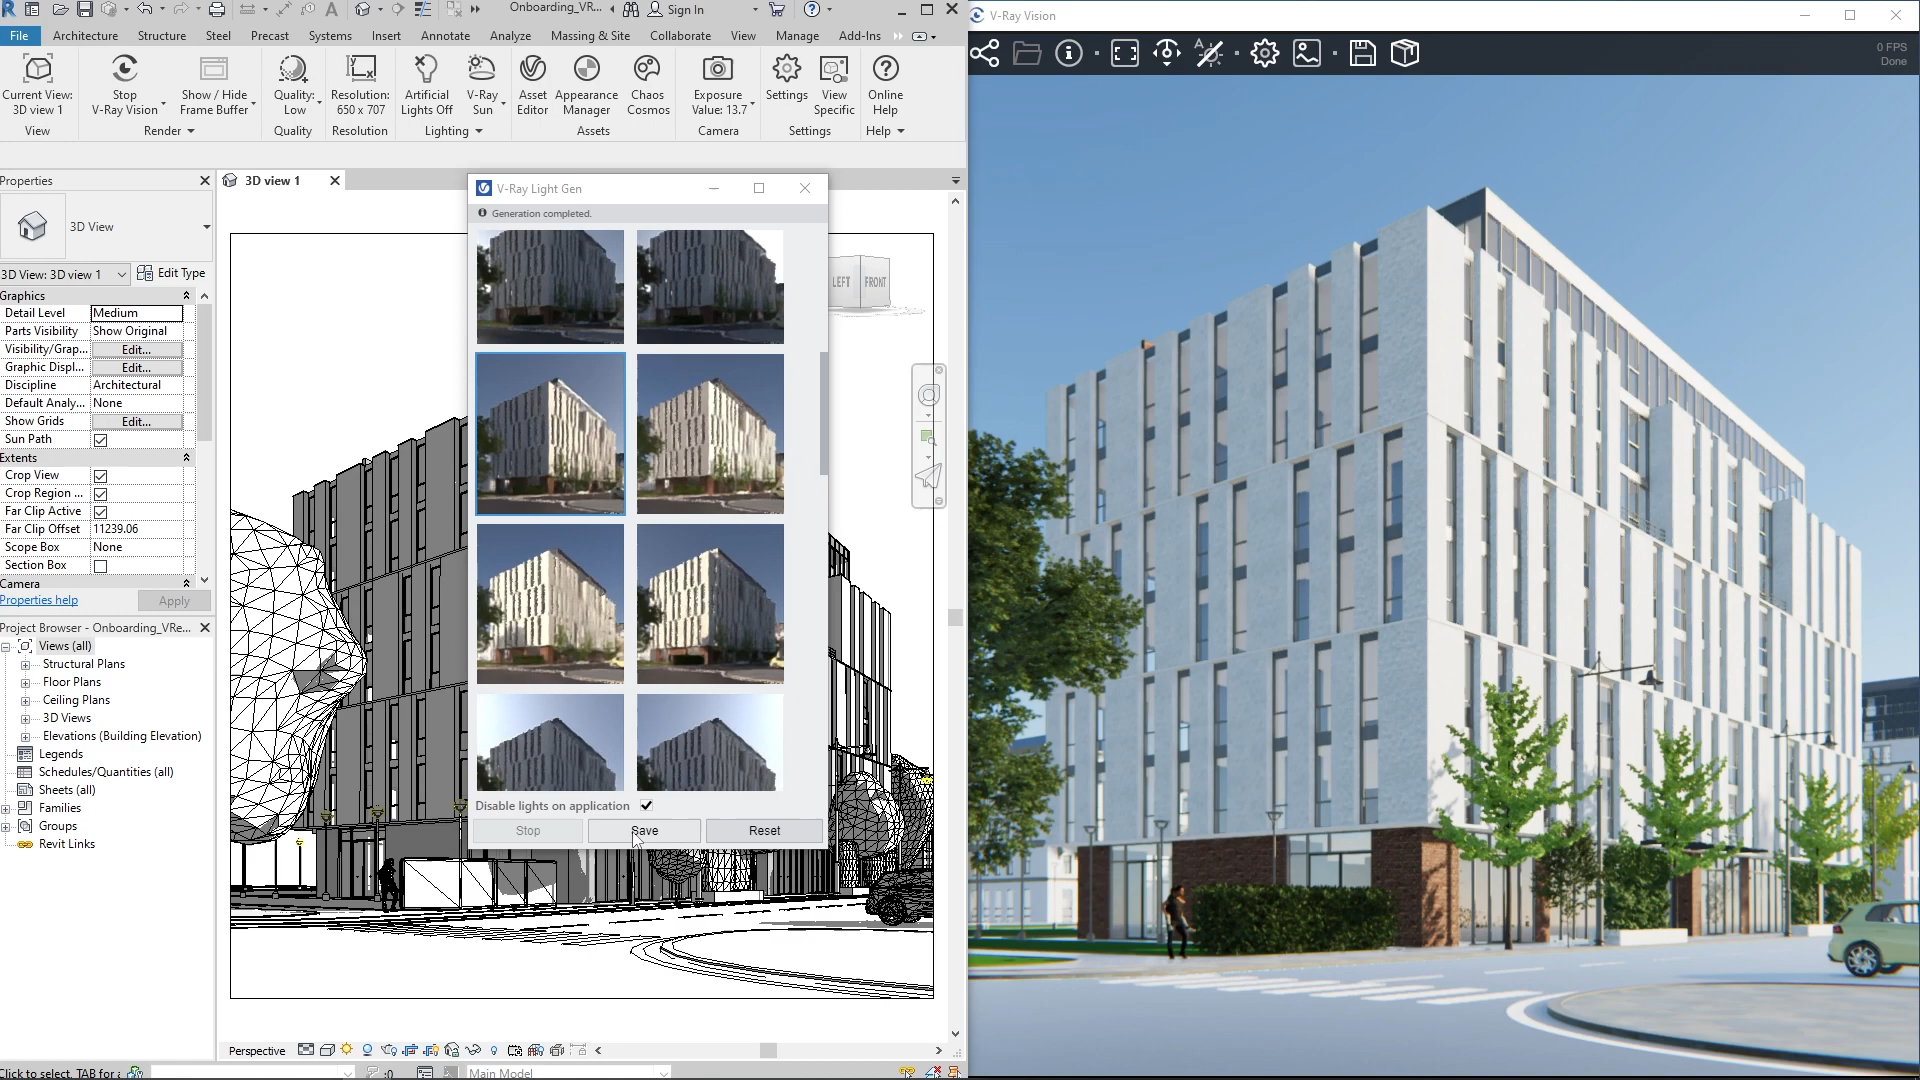 Onboarding_VR...
Sign In
File
Architecture
Structure
Steel
Precast
Systems
Insert
Annotate
Analyze
Massing & Site
Collaborate
View
Manage
Add-Ins
Current View:
3D view 1
Stop
V-Ray Vision
Show / Hide
Frame Buffer
Quality:
Low
Resolution:
650 x 707
Artificial
Lights Off
V-Ray
Sun
Asset
Editor
Appearance
Manager
Chaos
Cosmos
Exposure
Value: 13.7
Settings
View
Specific
Online
Help
View
Render
Quality
Resolution
Lighting
Assets
Camera
Settings
Help
Properties
3D View
3D View: 3D view 1
Edit Type
Graphics
Detail Level
Medium
Parts Visibility
Show Original
Visibility/Grap...
Edit...
Graphic Displ...
Edit...
Discipline
Architectural
Default Analy...
None
Show Grids
Edit...
Sun Path
Extents
Crop View
Crop Region ...
Far Clip Active
Far Clip Offset
11239.06
Scope Box
None
Section Box
Camera
Properties help
Apply
Project Browser - Onboarding_VRe...
Views (all)
Structural Plans
Floor Plans
Ceiling Plans
3D Views
Elevations (Building Elevation)
Legends
Schedules/Quantities (all)
Sheets (all)
Families
Groups
Revit Links
3D view 1
LEFT
FRONT
V-Ray Light Gen
Generation completed.
Disable lights on application
Stop
Save
Reset
Perspective
Click to select, TAB for a
:0
Main Model
V-Ray Vision
0 FPS
Done